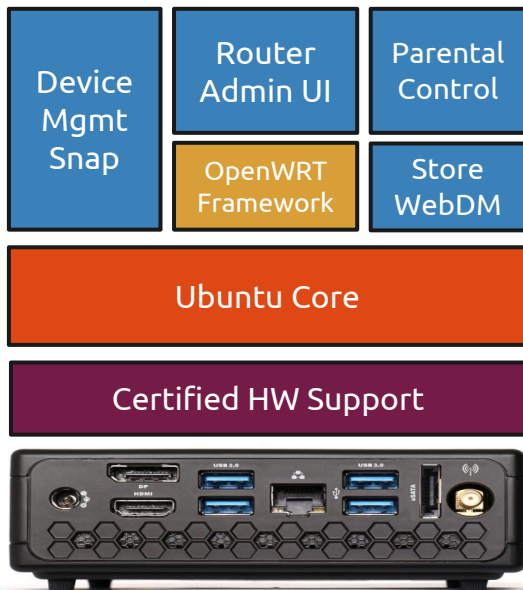 Device
Mgmt
Snap
Router
Admin UI
Parental
Control
OpenWRT
Framework
Store
WebDM
Ubuntu Core
Certified HW Support
DP
HDMI
USB 3.0
USB 3.0
eSATA